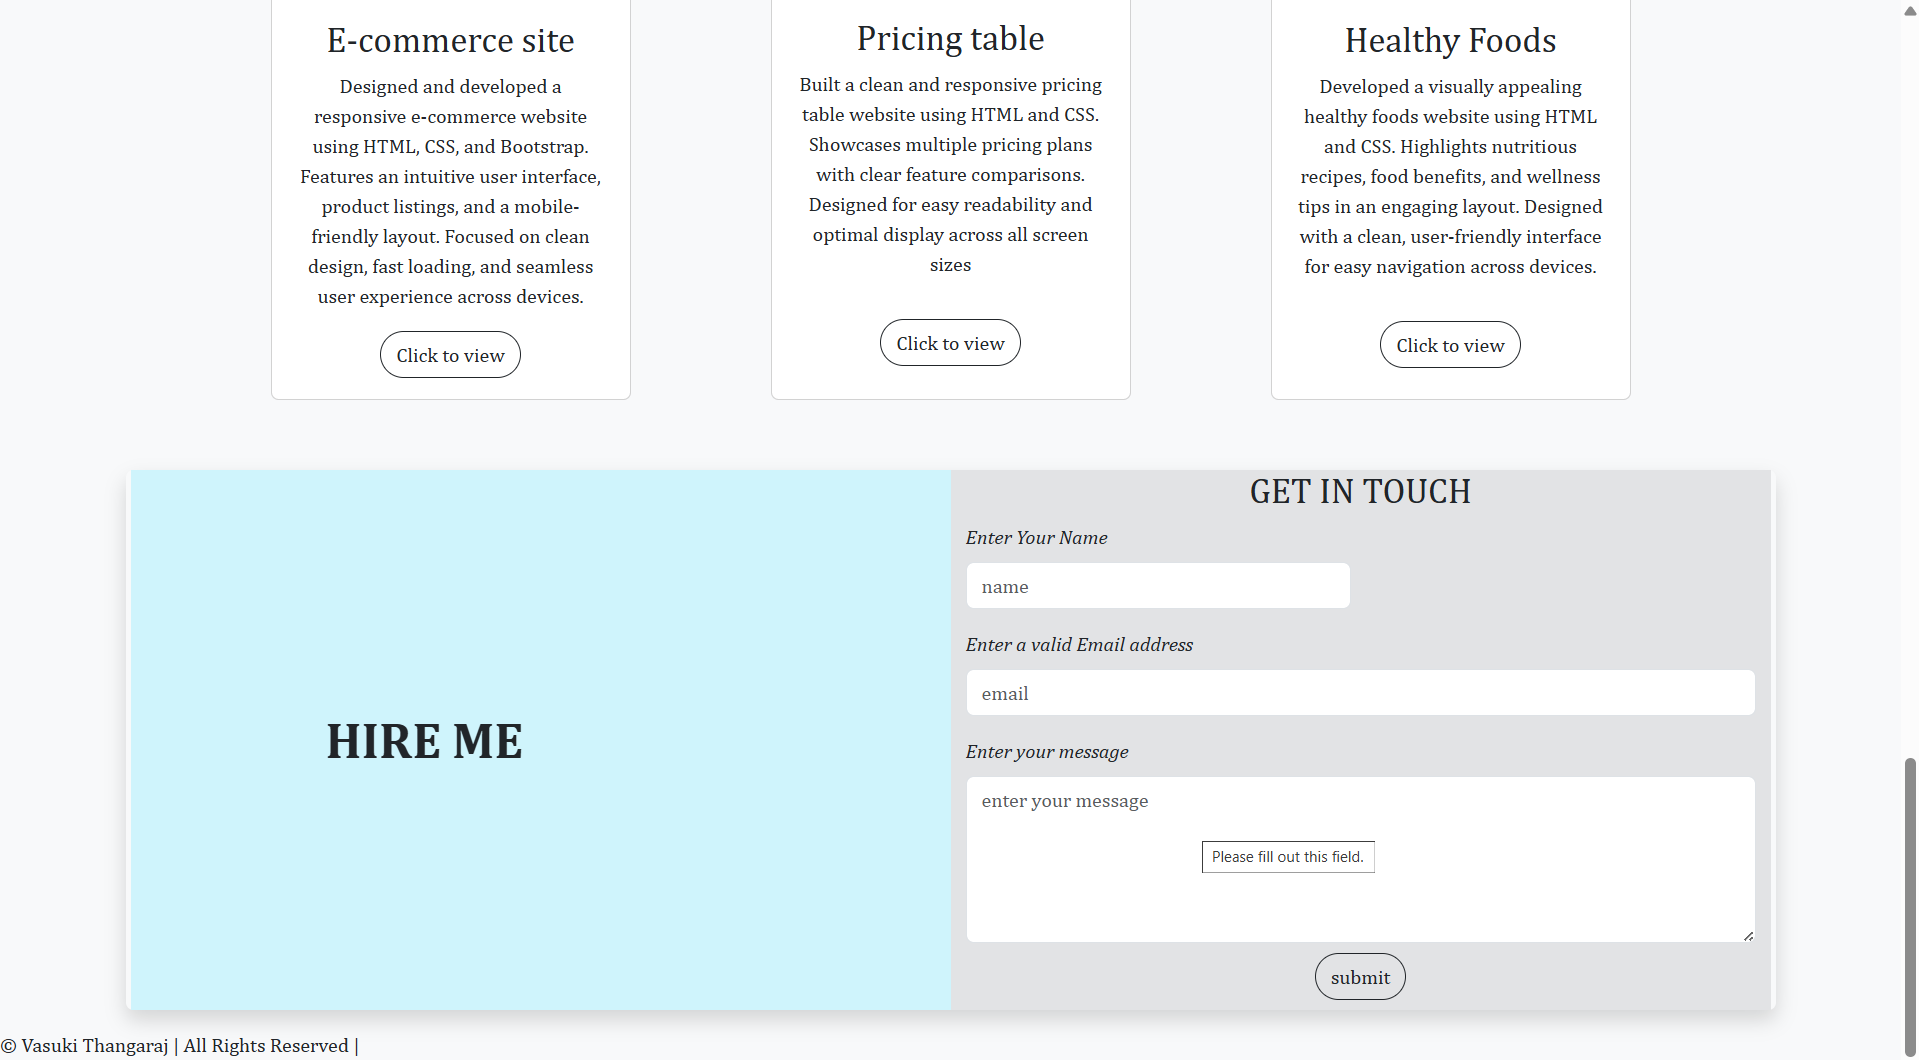 E-commerce site
Designed and developed a
responsive e-commerce website
using HTML, CSS, and Bootstrap.
Features an intuitive user interface,
product listings, and a mobile-
friendly layout. Focused on clean
design, fast loading, and seamless
user experience across devices.
Click to view
Pricing table
Built a clean and responsive pricing
table website using HTML and CSS.
Showcases multiple pricing plans
with clear feature comparisons.
Designed for easy readability and
optimal display across all screen
sizes
Click to view
Healthy Foods
Developed a visually appealing
healthy foods website using HTML
and CSS. Highlights nutritious
recipes, food benefits, and wellness
tips in an engaging layout. Designed
with a clean, user-friendly interface
for easy navigation across devices.
Click to view
HIRE ME
GET IN TOUCH
Enter Your Name
name
Enter a valid Email address
email
Enter your message
enter your message
Please fill out this field.
submit
© Vasuki Thangaraj | All Rights Reserved |